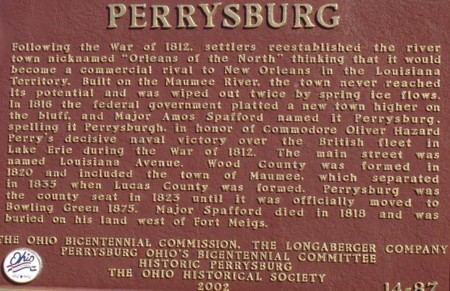 PERRYSBURG
Following the War of 1812, settlers reestablished the river
town nicknamed "Orleans of the North" thinking that it would
become a commercial rival to New Orleans in the Louisiana
Territory. Built on the Maumee River, the town never reached
its potential and was wiped out twice by spring ice flows.
In 1816 the federal government platted a new town higher on
the bluff, and Major Amos Spafford named it Perrysburg,
spelling it Perrysburgh, in honor of Commodore Oliver Hazard
Perry's decisive naval victory over the British fleet in
Lake Erie during the War of 1812. The main street was
named Louisiana Avenue. Wood County was formed in
1820 and included the town of Maumee, which separated
in 1835 when Lucas County was formed. Perrysburg was
the county seat in 1823 until it was officially moved to
Bowling Green 1875. Major Spafford died in 1818 and was
buried on his land west of Fort Meigs.
THE OHIO BICENTENNIAL COMMISSION, THE LONGABERGER COMPANY
PERRYSBURG OHIO'S BICENTENNIAL COMMITTEE
HISTORIC PERRYSBURG
THE OHIO HISTORICAL SOCIETY
2002
14-87
Ohio